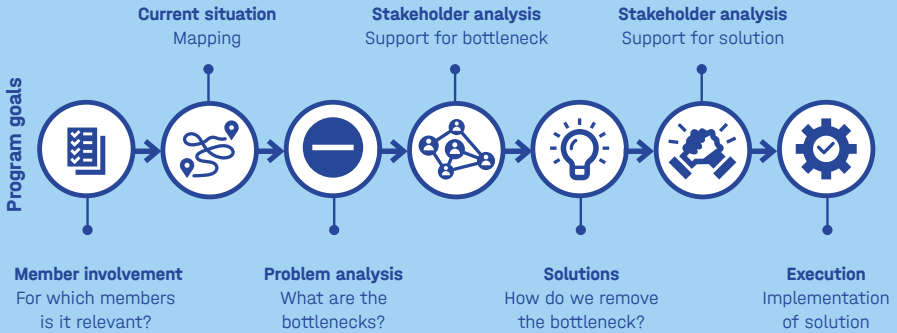 Program goals
Current situation
Mapping
Stakeholder analysis
Support for bottleneck
Stakeholder analysis
Support for solution
Member involvement
For which members
is it relevant?
Problem analysis
What are the
bottlenecks?
Solutions
How do we remove
the bottleneck?
Execution
Implementation
of solution